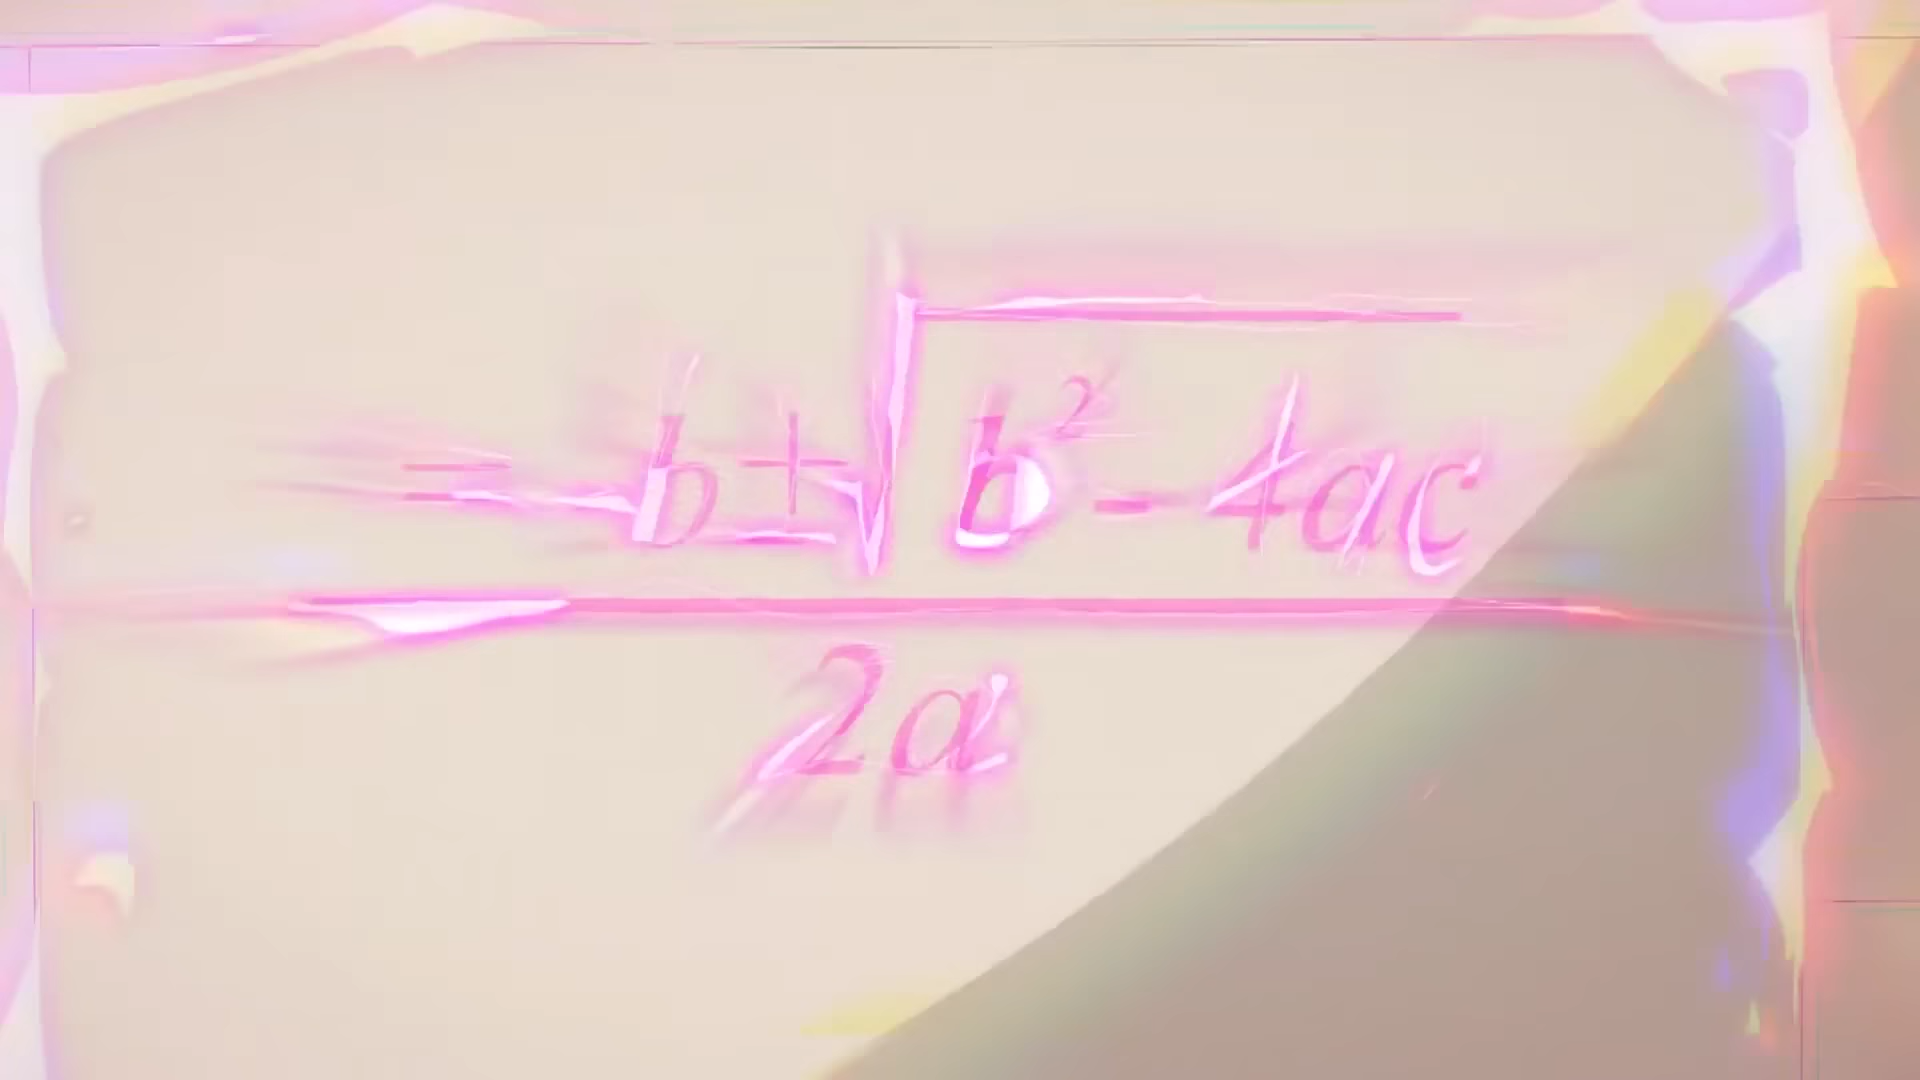 = -b ± √b² - 4ac
2a